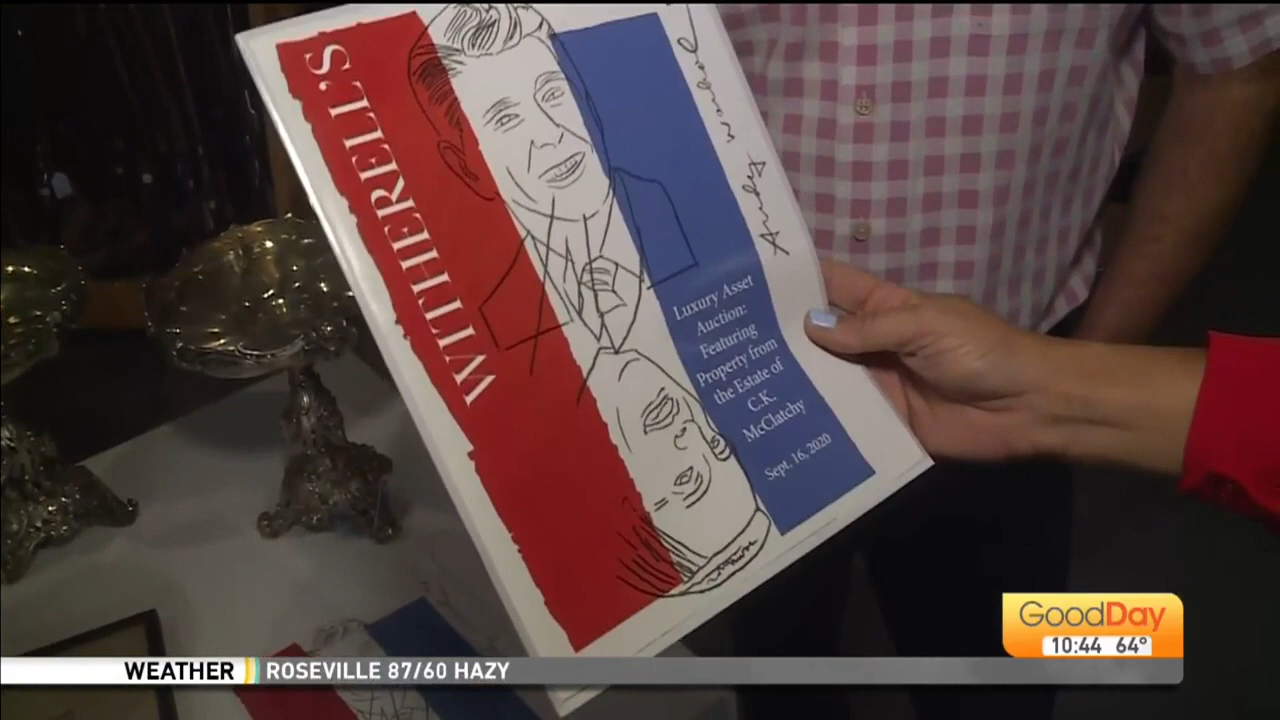 WITHERELL'S
Andy Warhol
Luxury Asset
Auction:
Featuring
Property from
the Estate of
C.K.
McClatchy
Sept. 16, 2020
GoodDay
10:44 64°
WEATHER ROSEVILLE 87/60 HAZY